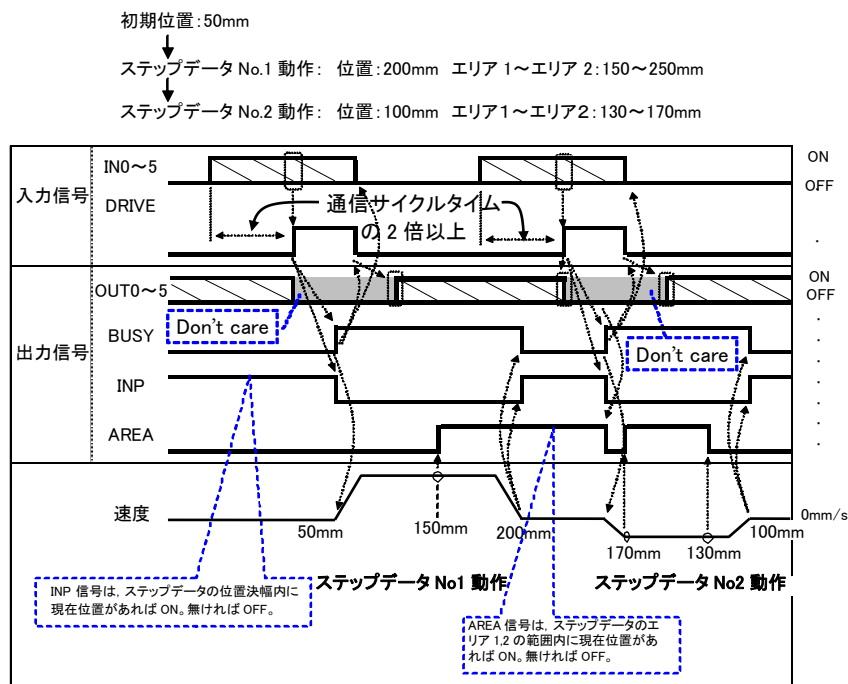 初期位置:50mm
ステップデータ No.1 動作: 位置:200mm エリア 1～エリア 2:150～250mm
ステップデータ No.2 動作: 位置:100mm エリア1～エリア2:130～170mm
入力信号
IN0～5
ON
OFF
DRIVE
通信サイクルタイム
の 2 倍以上
出力信号
OUT0～5
ON
OFF
Don't care
BUSY
Don't care
INP
AREA
速度
0mm/s
50mm
150mm
200mm
170mm
130mm
100mm
ステップデータ No1 動作
ステップデータ No2 動作
INP 信号は，ステップデータの位置決幅内に
現在位置があれば ON。無ければ OFF。
AREA 信号は，ステップデータのエ
リア 1,2 の範囲内に現在位置があ
れば ON。無ければ OFF。